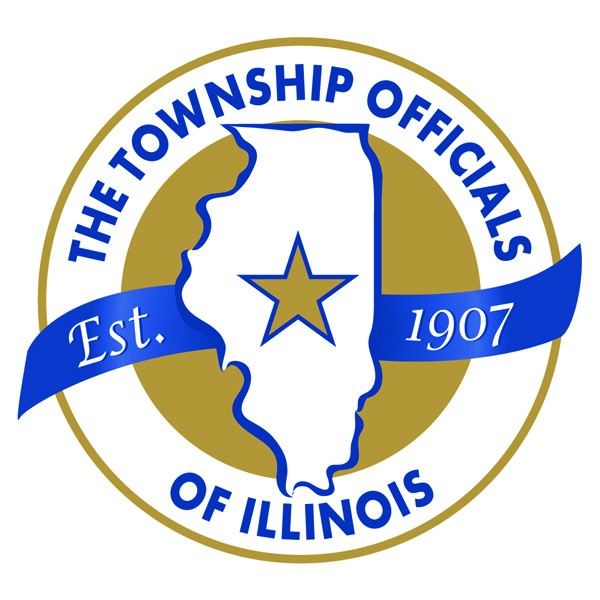 THE TOWNSHIP OFFICIALS
Est. 1907
OF ILLINOIS